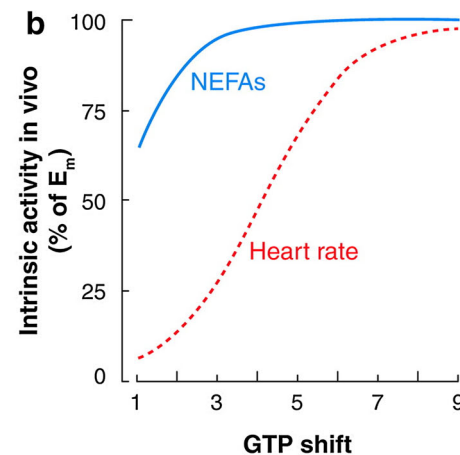 b
Intrinsic activity in vivo
(% of Em)
100
75
50
25
0
NEFAs
Heart rate
1 3 5 7 9
GTP shift